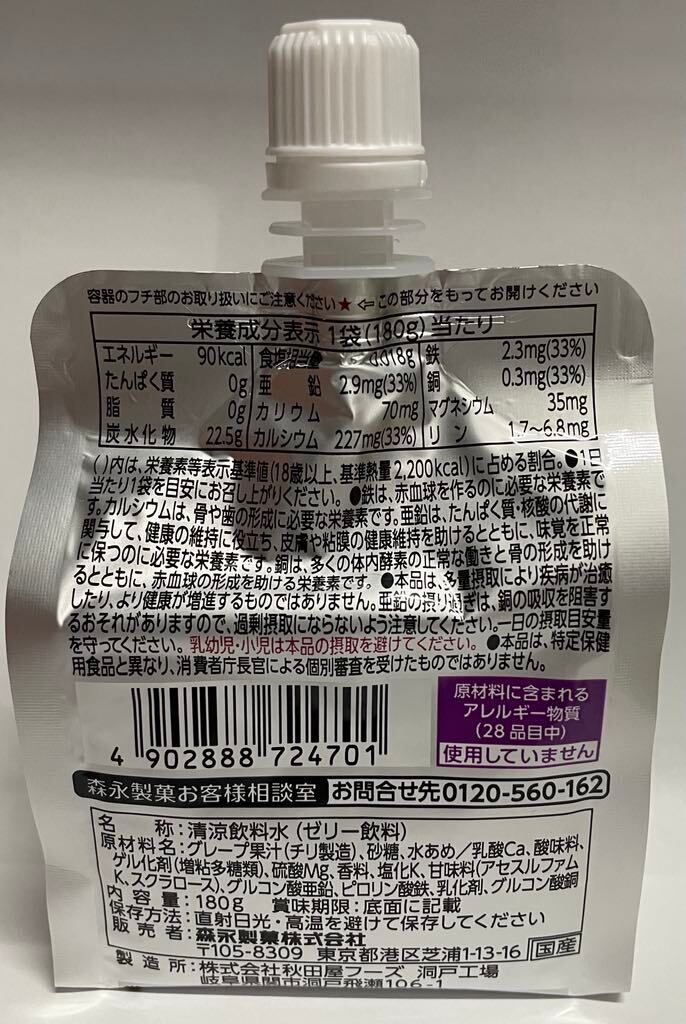 容器のフチ部のお取り扱いにご注意ください★⇦この部分をもってお開けください
栄養成分表示 1袋(180g)当たり
エネルギー 90kcal 食塩相当量 0.018g 鉄 2.3mg(33%)
たんぱく質 0g 亜鉛 2.9mg(33%) 銅 0.3mg(33%)
脂質 0g カリウム 70mg マグネシウム 35mg
炭水化物 22.5g カルシウム 227mg(33%) リン 1.7〜6.8mg
( )内は、栄養素等表示基準値(18歳以上、基準熱量2,200kcal)に占める割合。●1日
当たり1袋を目安にお召し上がりください。●鉄は、赤血球を作るのに必要な栄養素で
す。カルシウムは、骨や歯の形成に必要な栄養素です。亜鉛は、たんぱく質・核酸の代謝に
関与して、健康の維持に役立ち、皮膚や粘膜の健康維持を助けるとともに、味覚を正常
に保つのに必要な栄養素です。銅は、多くの体内酵素の正常な働きと骨の形成を助け
るとともに、赤血球の形成を助ける栄養素です。●本品は、多量摂取により疾病が治癒
したり、より健康が増進するものではありません。亜鉛の摂り過ぎは、銅の吸収を阻害す
るおそれがありますので、過剰摂取にならないよう注意してください。一日の摂取目安量
を守ってください。乳幼児・小児は本品の摂取を避けてください。●本品は、特定保健
用食品と異なり、消費者庁長官による個別審査を受けたものではありません。
原材料に含まれる
アレルギー物質
(28品目中)
使用していません
4 902888 724701
森永製菓お客様相談室 お問合せ先0120-560-162
名称：清涼飲料水(ゼリー飲料)
原材料名：グレープ果汁(チリ製造)、砂糖、水あめ／乳酸Ca、酸味料、
ゲル化剤(増粘多糖類)、硫酸Mg、香料、塩化K、甘味料(アセスルファム
K、スクラロース)、グルコン酸亜鉛、ピロリン酸鉄、乳化剤、グルコン酸銅
内容量：180g 賞味期限：底面に記載
保存方法：直射日光・高温を避けて保存してください
販売者：森永製菓株式会社
〒105-8309 東京都港区芝浦1-13-16 国産
製造所：株式会社秋田屋フーズ 洞戸工場
岐阜県関市洞戸飛瀬106-1